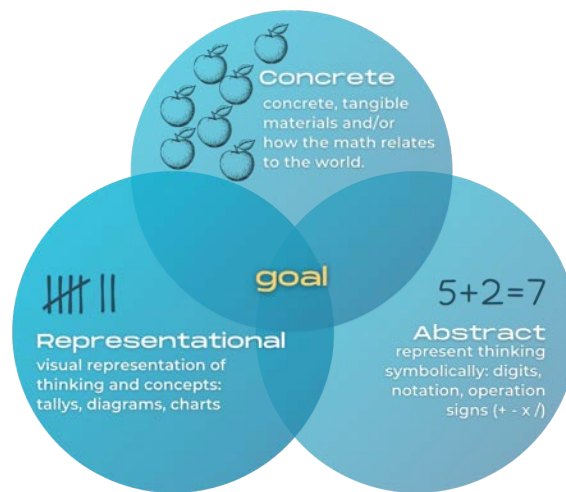 Concrete
concrete, tangible
materials and/or
how the math relates
to the world.
goal
Representational
visual representation of
thinking and concepts:
tallys, diagrams, charts
5+2=7
Abstract
represent thinking
symbolically: digits,
notation, operation
signs (+ - x /)